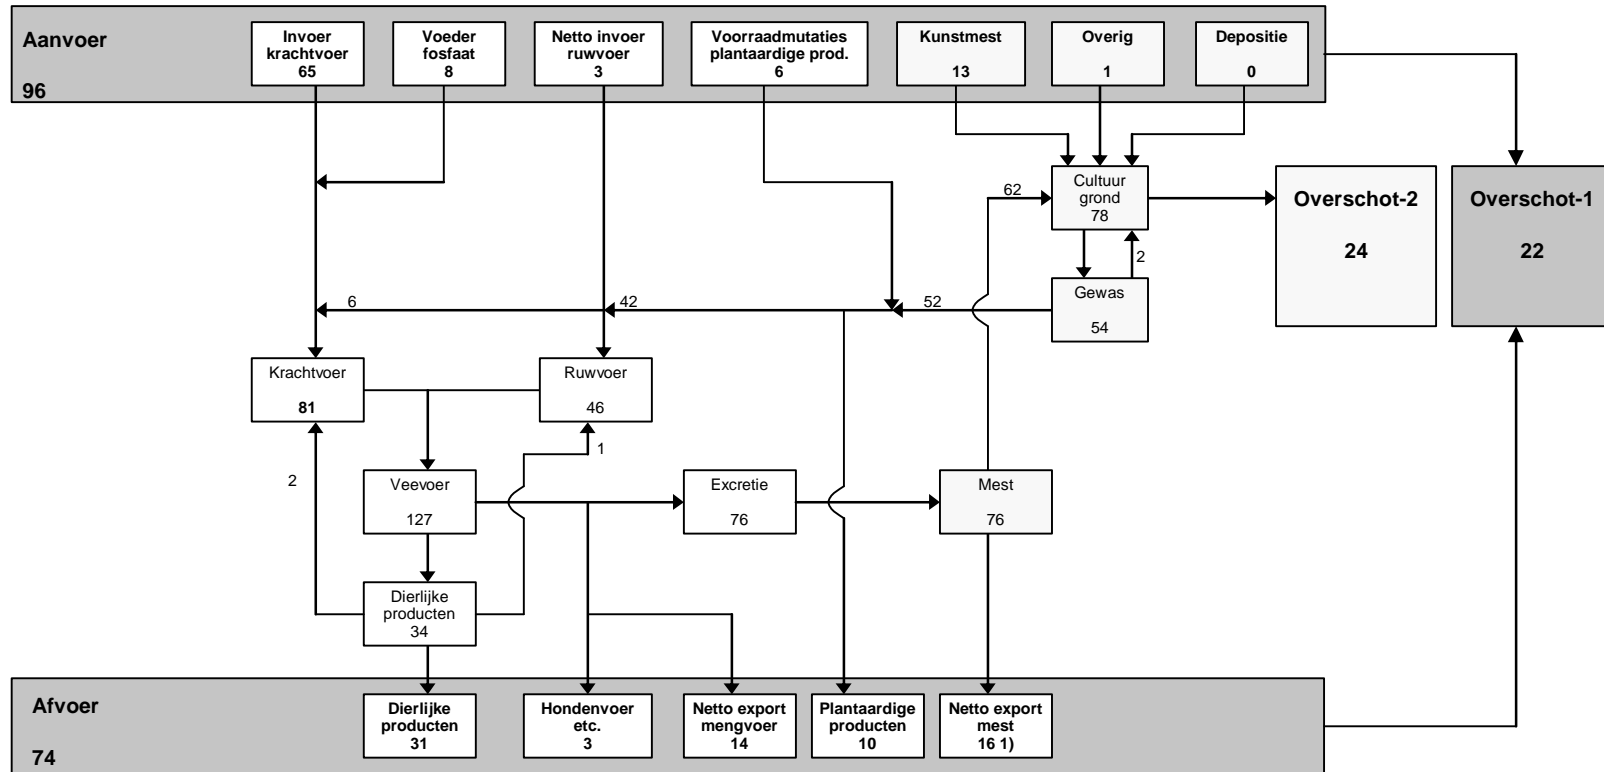 Aanvoer
96
Invoer
krachtvoer
65
Voeder
fosfaat
8
Netto invoer
ruwvoer
3
Voorraadmutaties
plantaardige prod.
6
Kunstmest
13
Overig
1
Depositie
0
62
Cultuur
grond
78
Overschot-2
24
Overschot-1
22
2
6
42
52
Gewas
54
Krachtvoer
81
Ruwvoer
46
2
1
Veevoer
127
Excretie
76
Mest
76
Dierlijke
producten
34
Afvoer
74
Dierlijke
producten
31
Hondenvoer
etc.
3
Netto export
mengvoer
14
Plantaardige
producten
10
Netto export
mest
16 1)